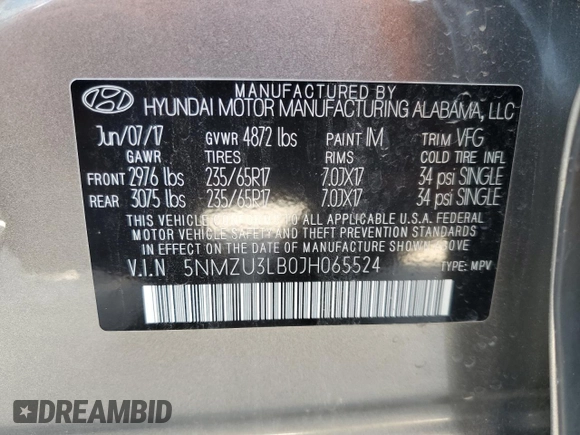 MANUFACTURED BY
HYUNDAI MOTOR MANUFACTURING ALABAMA, LLC
Jun/07/17 GVWR 4872 lbs PAINT IM TRIM VFG
GAWR TIRES RIMS COLD TIRE INFL
FRONT 2976 lbs 235/65R17 7.0JX17 34 psi SINGLE
REAR 3075 lbs 235/65R17 7.0JX17 34 psi SINGLE
THIS VEHICLE CONFORMS TO ALL APPLICABLE U.S.A. FEDERAL
MOTOR VEHICLE SAFETY AND THEFT PREVENTION STANDARDS
IN EFFECT ON THE DATE OF MANUFACTURE SHOWN ABOVE
V.I.N 5NMZU3LB0JH065524 TYPE: MPV
DREAMBID